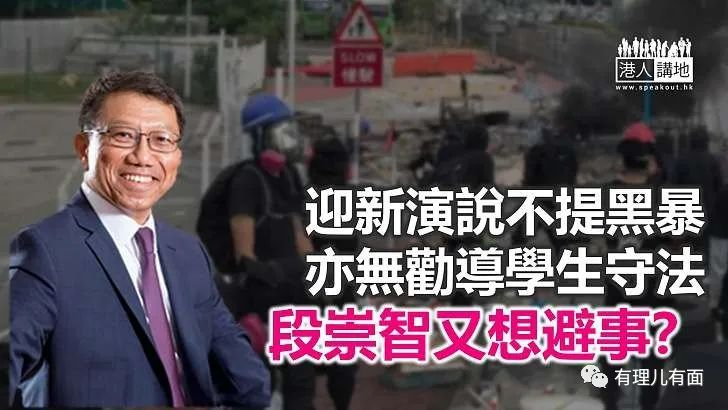 港人講地
www.speakout.hk
SLOW
慢駛
迎新演說不提黑暴
亦無勸導學生守法
段崇智又想避事?
有理儿有面